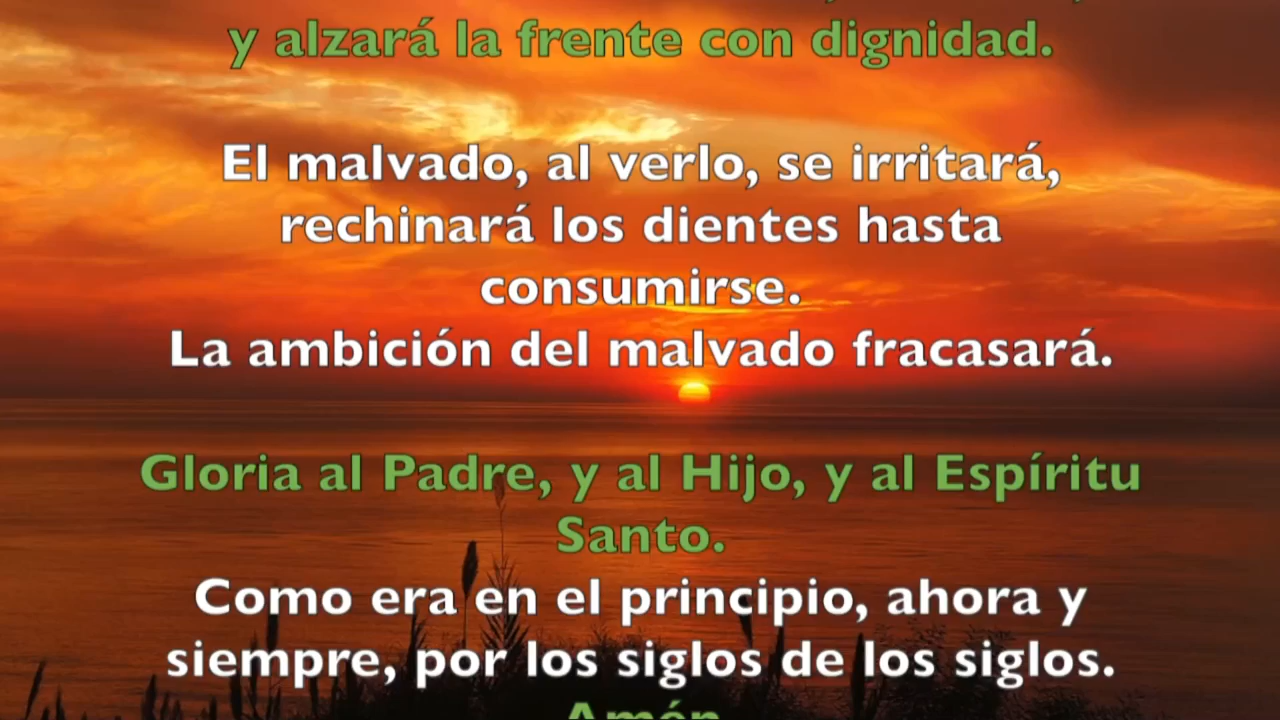 y alzará la frente con dignidad.
El malvado, al verlo, se irritará,
rechinará los dientes hasta
consumirse.
La ambición del malvado fracasará.
Gloria al Padre, y al Hijo, y al Espíritu
Santo.
Como era en el principio, ahora y
siempre, por los siglos de los siglos.
Amén